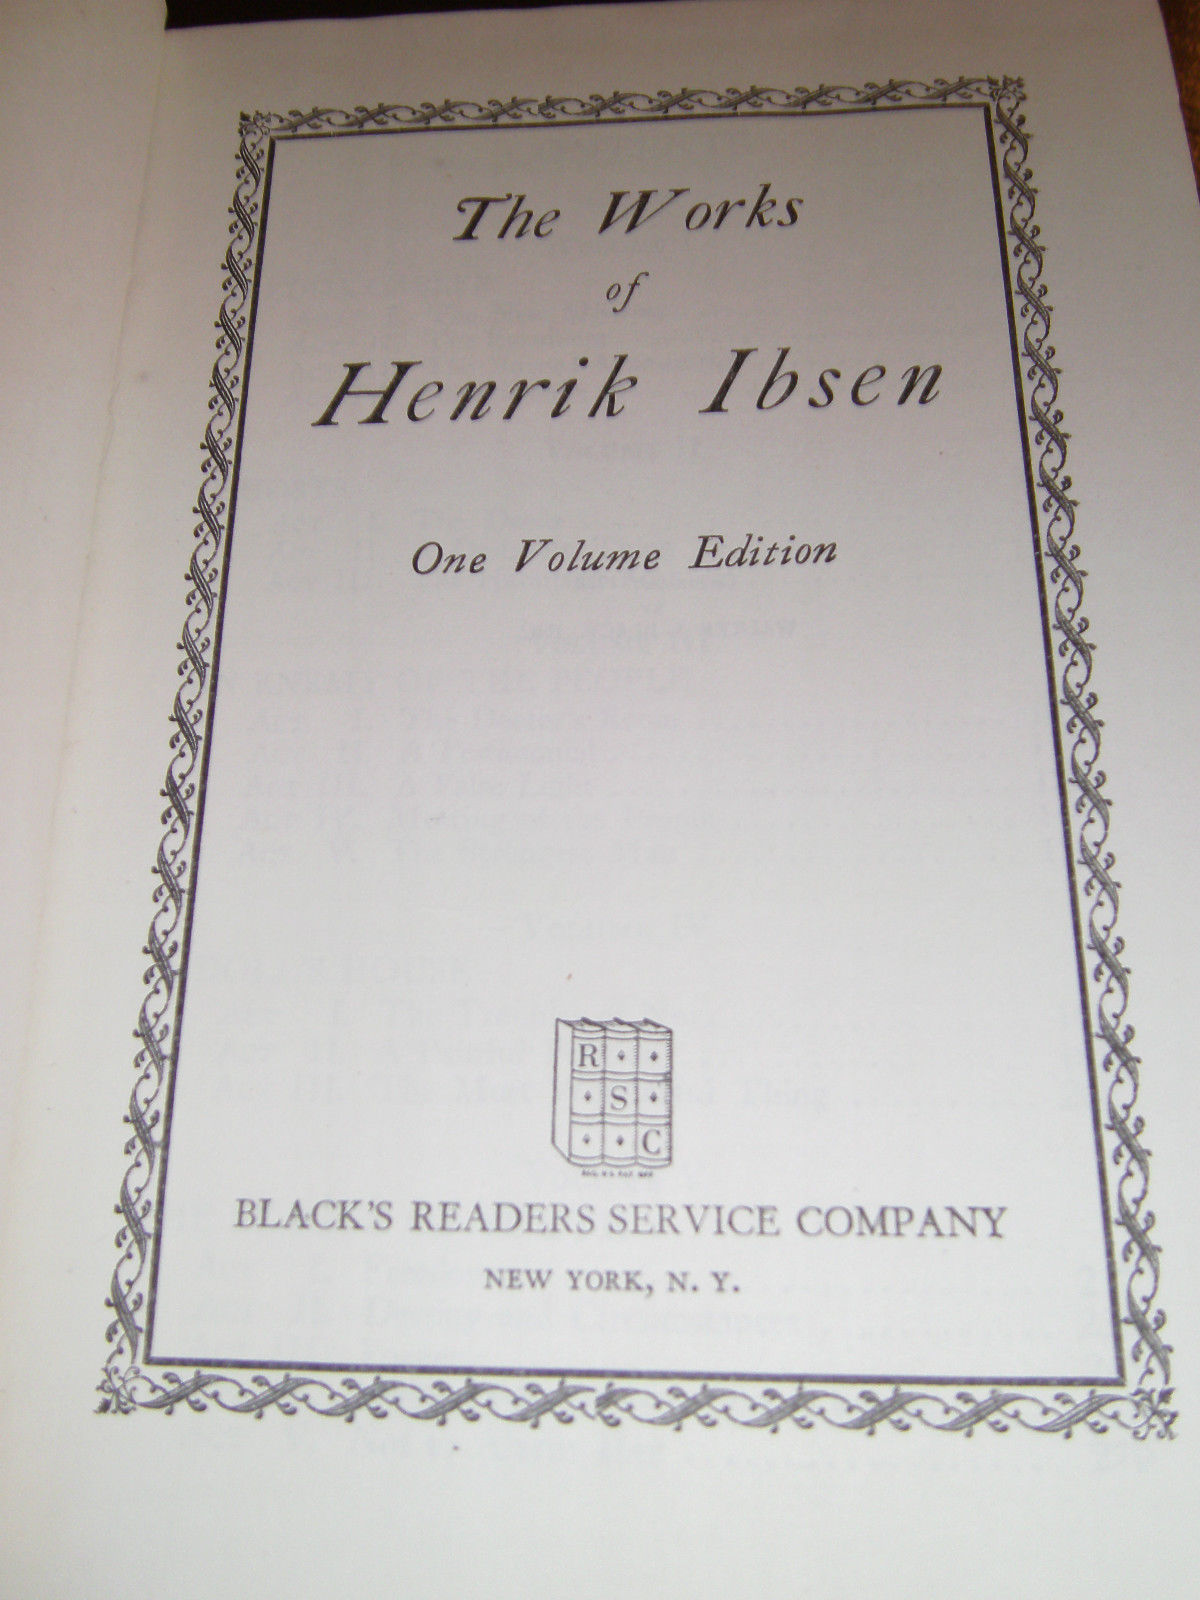 The Works
of
Henrik Ibsen
One Volume Edition
R
S
C
BLACK'S READERS SERVICE COMPANY
NEW YORK, N. Y.